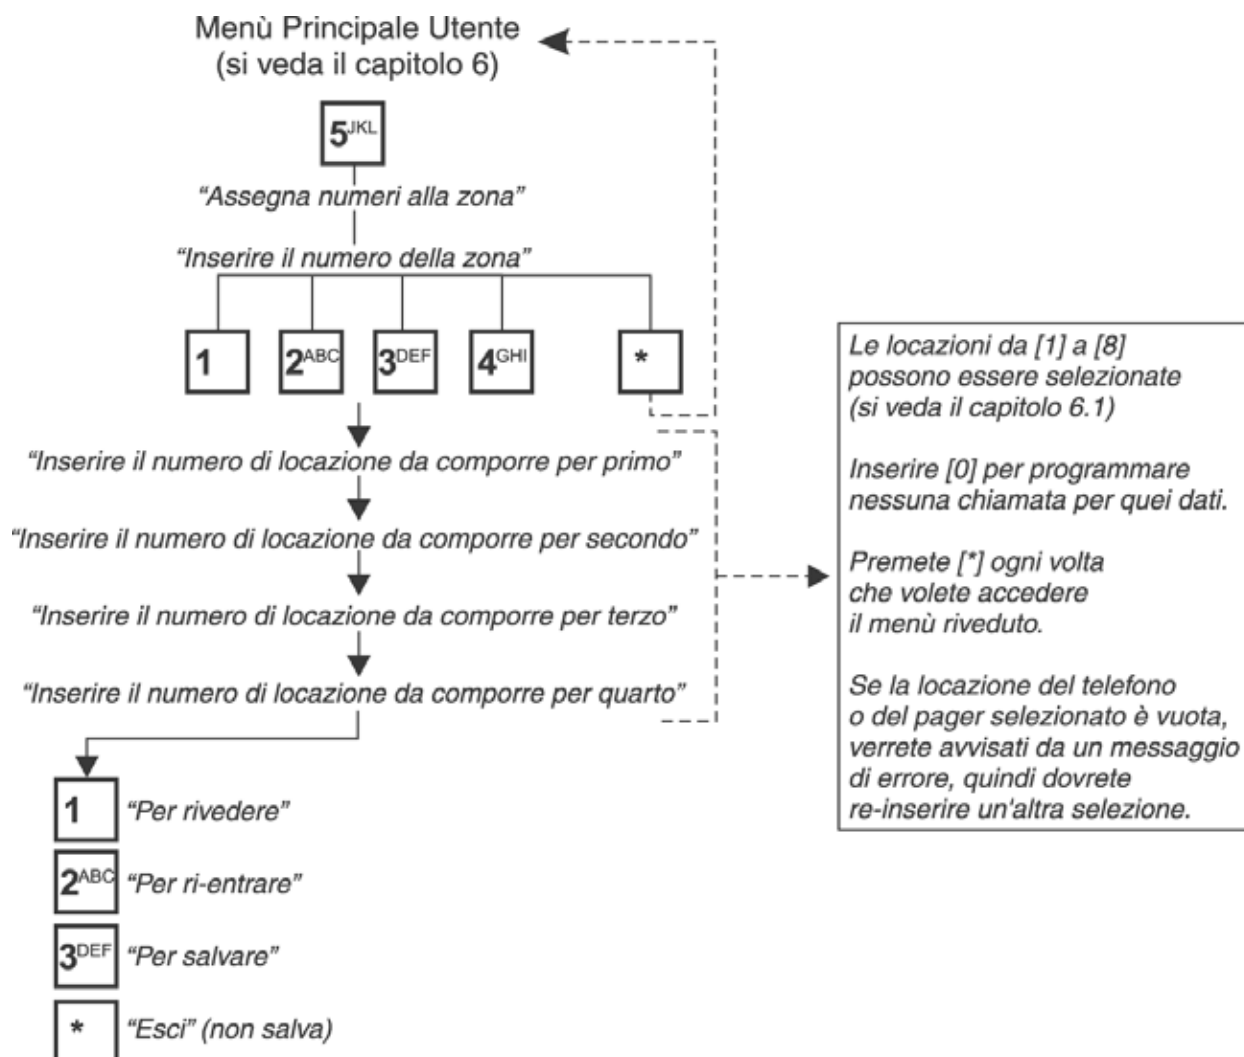 Menù Principale Utente
(si veda il capitolo 6)
5JKL
“Assegna numeri alla zona”
“Inserire il numero della zona”
1 2ABC 3DEF 4GHI *
“Inserire il numero di locazione da comporre per primo”
“Inserire il numero di locazione da comporre per secondo”
“Inserire il numero di locazione da comporre per terzo”
“Inserire il numero di locazione da comporre per quarto”
1 “Per rivedere”
2ABC “Per ri-entrare”
3DEF “Per salvare”
* “Esci” (non salva)
Le locazioni da [1] a [8]
possono essere selezionate
(si veda il capitolo 6.1)
Inserire [0] per programmare
nessuna chiamata per quei dati.
Premete [*] ogni volta
che volete accedere
il menù riveduto.
Se la locazione del telefono
o del pager selezionato è vuota,
verrete avvisati da un messaggio
di errore, quindi dovrete
re-inserire un'altra selezione.